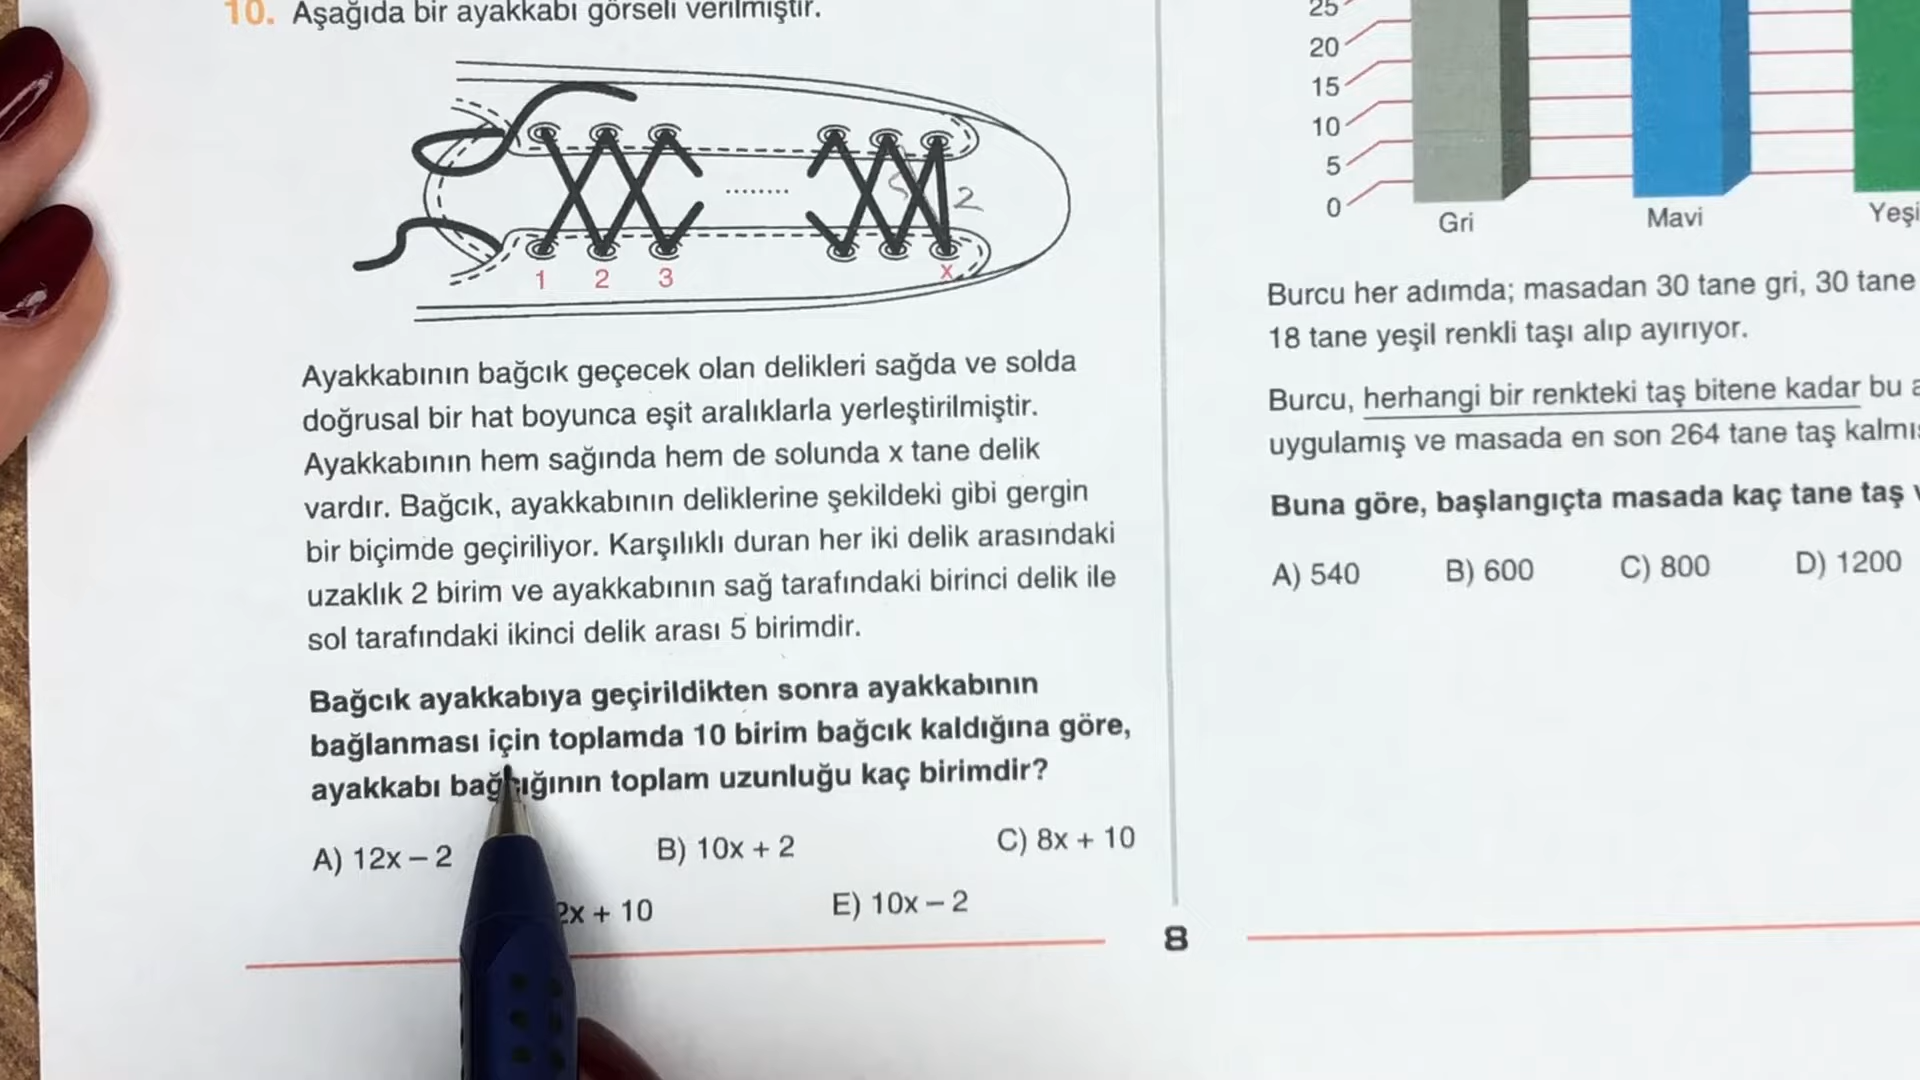 10. Aşağıda bir ayakkabı görseli verilmiştir.
2
1 2 3 x
Ayakkabının bağcık geçecek olan delikleri sağda ve solda
doğrusal bir hat boyunca eşit aralıklarla yerleştirilmiştir.
Ayakkabının hem sağında hem de solunda x tane delik
vardır. Bağcık, ayakkabının deliklerine şekildeki gibi gergin
bir biçimde geçiriliyor. Karşılıklı duran her iki delik arasındaki
uzaklık 2 birim ve ayakkabının sağ tarafındaki birinci delik ile
sol tarafındaki ikinci delik arası 5 birimdir.
Bağcık ayakkabıya geçirildikten sonra ayakkabının
bağlanması için toplamda 10 birim bağcık kaldığına göre,
ayakkabı toplam uzunluğu kaç birimdir?
A) 12x – 2 B) 10x + 2 C) 8x + 10
2x + 10 E) 10x – 2
8
25
20
15
10
5
0
Gri Mavi Yeşi
Burcu her adımda; masadan 30 tane gri, 30 tane
18 tane yeşil renkli taşı alıp ayırıyor.
Burcu, herhangi bir renkteki taş bitene kadar bu
uygulamış ve masada en son 264 tane taş kalmı
Buna göre, başlangıçta masada kaç tane taş
A) 540 B) 600 C) 800 D) 1200